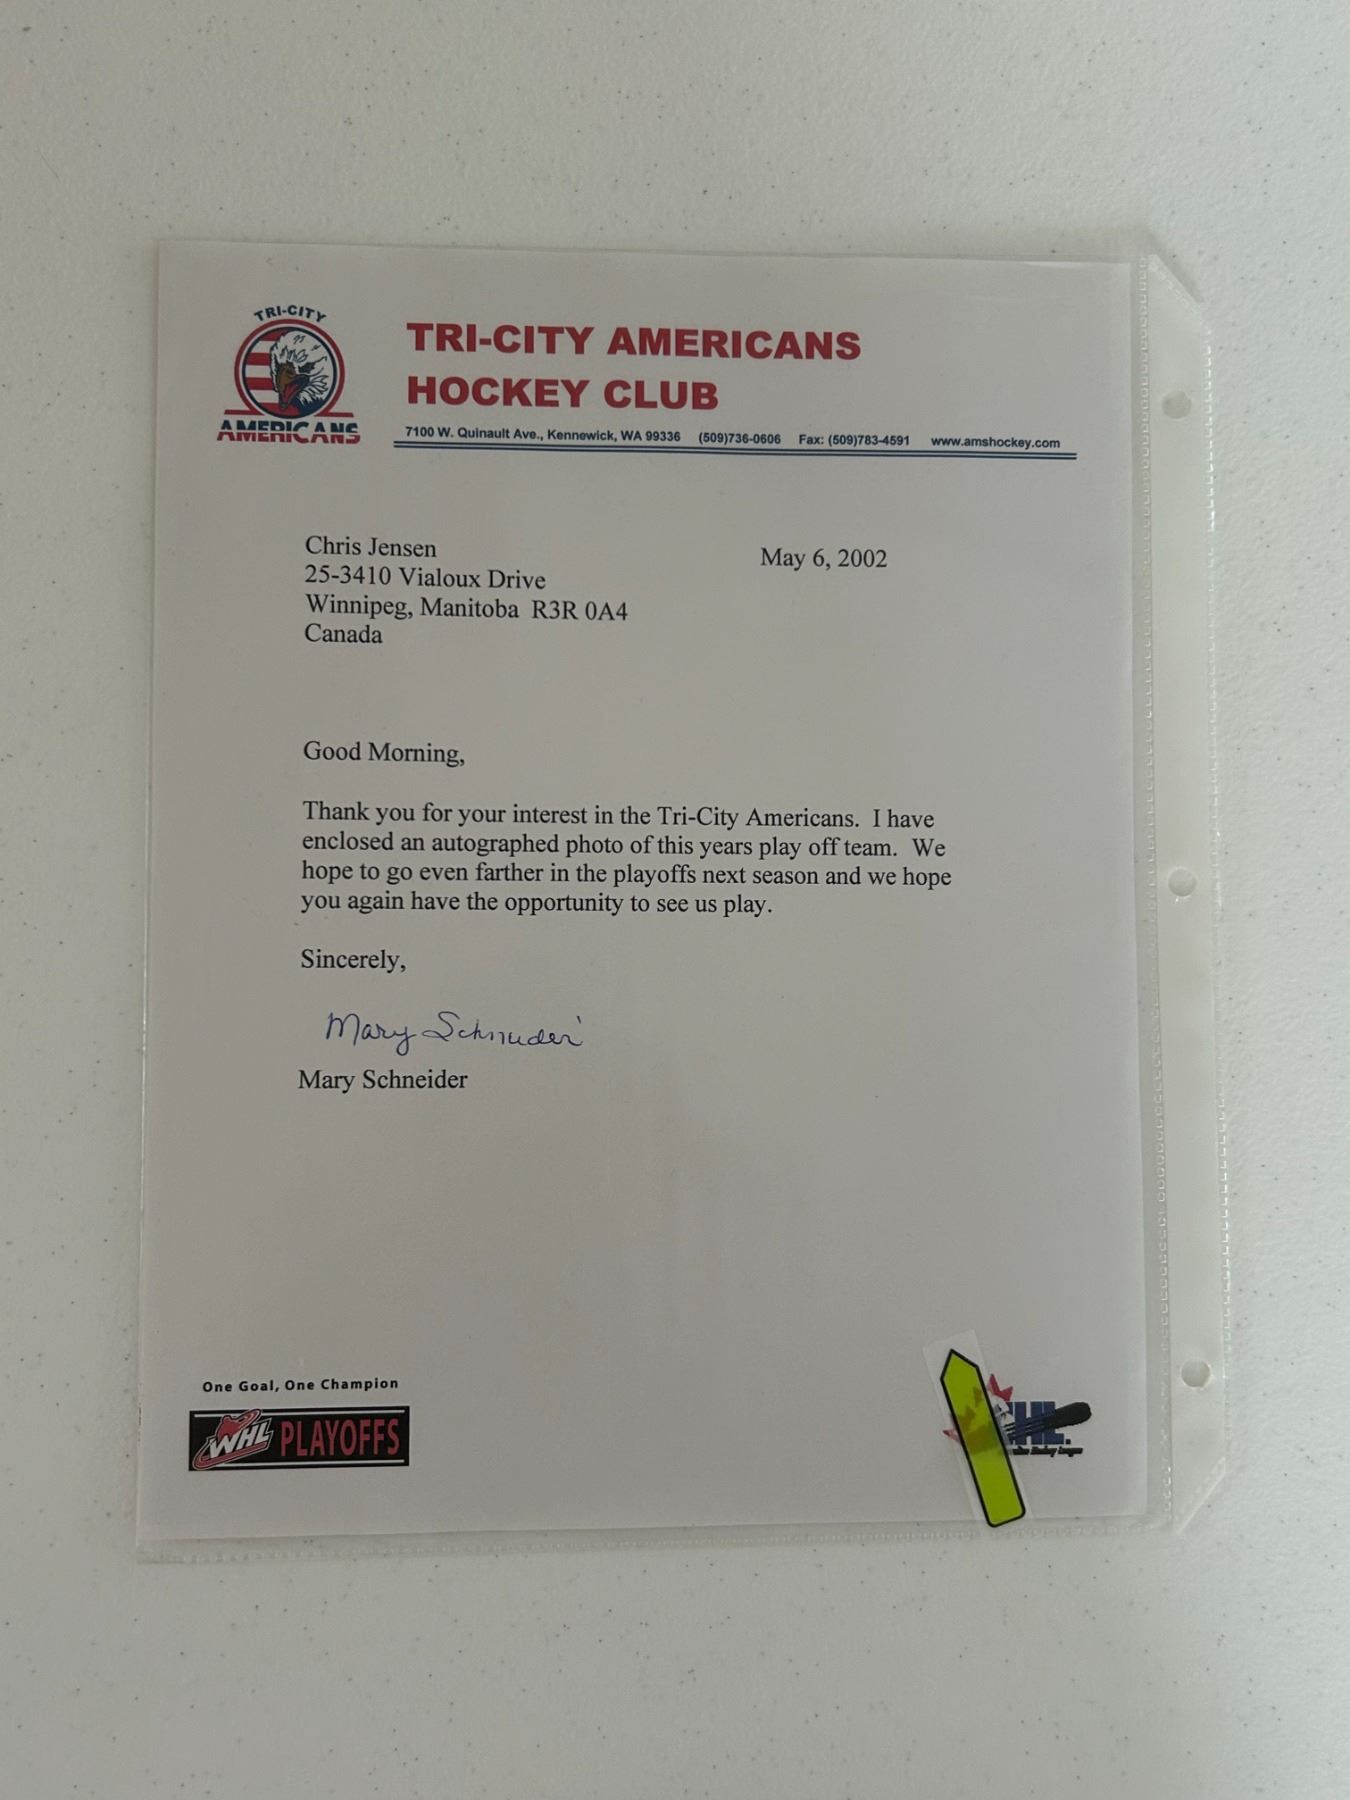 TRI-CITY
AMERICANS
TRI-CITY AMERICANS
HOCKEY CLUB
7100 W. Quinault Ave., Kennewick, WA 99336 (509)736-0606 Fax: (509)783-4591 www.amshockey.com
Chris Jensen
May 6, 2002
25-3410 Vialoux Drive
Winnipeg, Manitoba R3R 0A4
Canada
Good Morning,
Thank you for your interest in the Tri-City Americans. I have
enclosed an autographed photo of this years play off team. We
hope to go even farther in the playoffs next season and we hope
you again have the opportunity to see us play.
Sincerely,
Mary Schneider
Mary Schneider
One Goal, One Champion
WHL PLAYOFFS
HL.
Hockey League